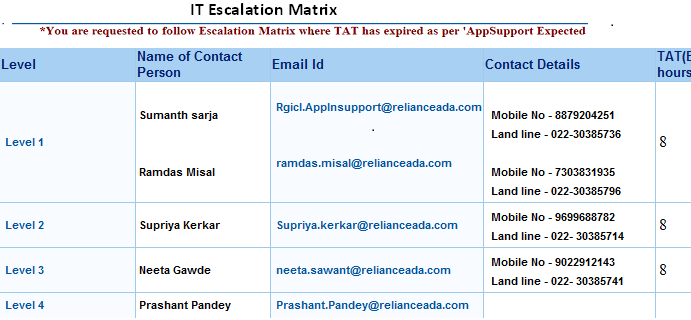 IT Escalation Matrix
*You are requested to follow Escalation Matrix where TAT has expired as per 'AppSupport Expected
Level Name of Contact Person Email Id Contact Details TAT(B hours
Level 1
Sumanth sarja Rgicl.AppInsupport@relianceada.com Mobile No - 8879204251
Land line - 022-30385736
8
Ramdas Misal ramdas.misal@relianceada.com Mobile No - 7303831935
Land line - 022-30385796
Level 2 Supriya Kerkar Supriya.kerkar@relianceada.com Mobile No - 9699688782
Land line - 022- 30385714
8
Level 3 Neeta Gawde neeta.sawant@relianceada.com Mobile No - 9022912143
Land line - 022- 30385741
8
Level 4 Prashant Pandey Prashant.Pandey@relianceada.com